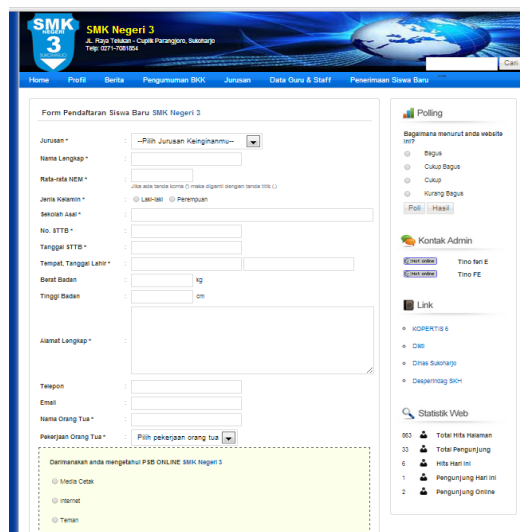 SMK
NEGERI
3
SUKOHARJO
SMK Negeri 3
JL. Raya Telukan - Cuplik Parangjoro, Sukoharjo
Telp: 0271-7081854
Cari
Home Profil Berita Pengumuman BKK Jurusan Data Guru & Staff Penerimaan Siswa Baru
Form Pendaftaran Siswa Baru SMK Negeri 3
Jurusan * : --Pilih Jurusan Keinginanmu--
Nama Lengkap * :
Rata-rata NEM * :
Jika ada tanda koma (,) maka diganti dengan tanda titik (.)
Jenis Kelamin * : Laki-laki Perempuan
Sekolah Asal * :
No. STTB * :
Tanggal STTB * :
Tempat, Tanggal Lahir * :
Berat Badan : kg
Tinggi Badan : cm
Alamat Lengkap * :
Telepon :
Email :
Nama Orang Tua * :
Pekerjaan Orang Tua * : Pilih pekerjaan orang tua
Darimanakah anda mengetahui PSB ONLINE SMK Negeri 3
Media Cetak
Internet
Teman
Polling
Bagaimana menurut anda website
ini?
Bagus
Cukup Bagus
Cukup
Kurang Bagus
Poll Hasil
Kontak Admin
Not online Tino feri E
Not online Tino FE
Link
KOPERTIS 6
Dikti
Dinas Sukoharjo
Desperindag SKH
Statistik Web
663 Total Hits Halaman
33 Total Pengunjung
6 Hits Hari Ini
1 Pengunjung Hari Ini
2 Pengunjung Online